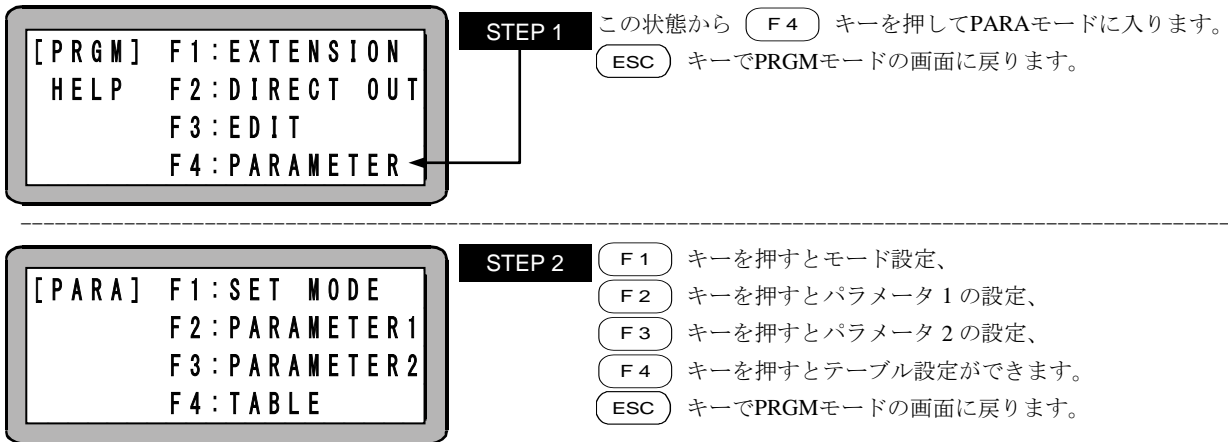 [PRGM] F1:EXTENSION
HELP F2:DIRECT OUT
F3:EDIT
F4:PARAMETER
STEP 1
この状態から F4 キーを押してPARAモードに入ります。
ESC キーでPRGMモードの画面に戻ります。
[PARA] F1:SET MODE
F2:PARAMETER1
F3:PARAMETER2
F4:TABLE
STEP 2
F1 キーを押すとモード設定、
F2 キーを押すとパラメータ 1 の設定、
F3 キーを押すとパラメータ 2 の設定、
F4 キーを押すとテーブル設定ができます。
ESC キーでPRGMモードの画面に戻ります。